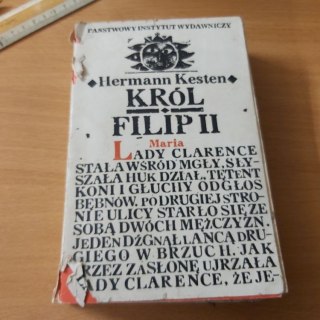 PAŃSTWOWY INSTYTUT WYDAWNICZY
Hermann Kesten
KRÓL
FILIP II
Maria
LADY CLARENCE
STAŁA WŚRÓD MGŁY, SŁY-
SZAŁA HUK DZIAŁ, TĘTENT
KONI I GŁUCHY ODGŁOS
BĘBNÓW. PO DRUGIEJ STRO-
NIE ULICY STARŁO SIĘ ZE
SOBĄ DWÓCH MĘŻCZYZN.
JEDEN DŹGNĄŁ LANCĄ DRU-
GIEGO W BRZUCH. JAK
PRZEZ ZASŁONĘ UJRZAŁA
LADY CLARENCE, ŻE JE-